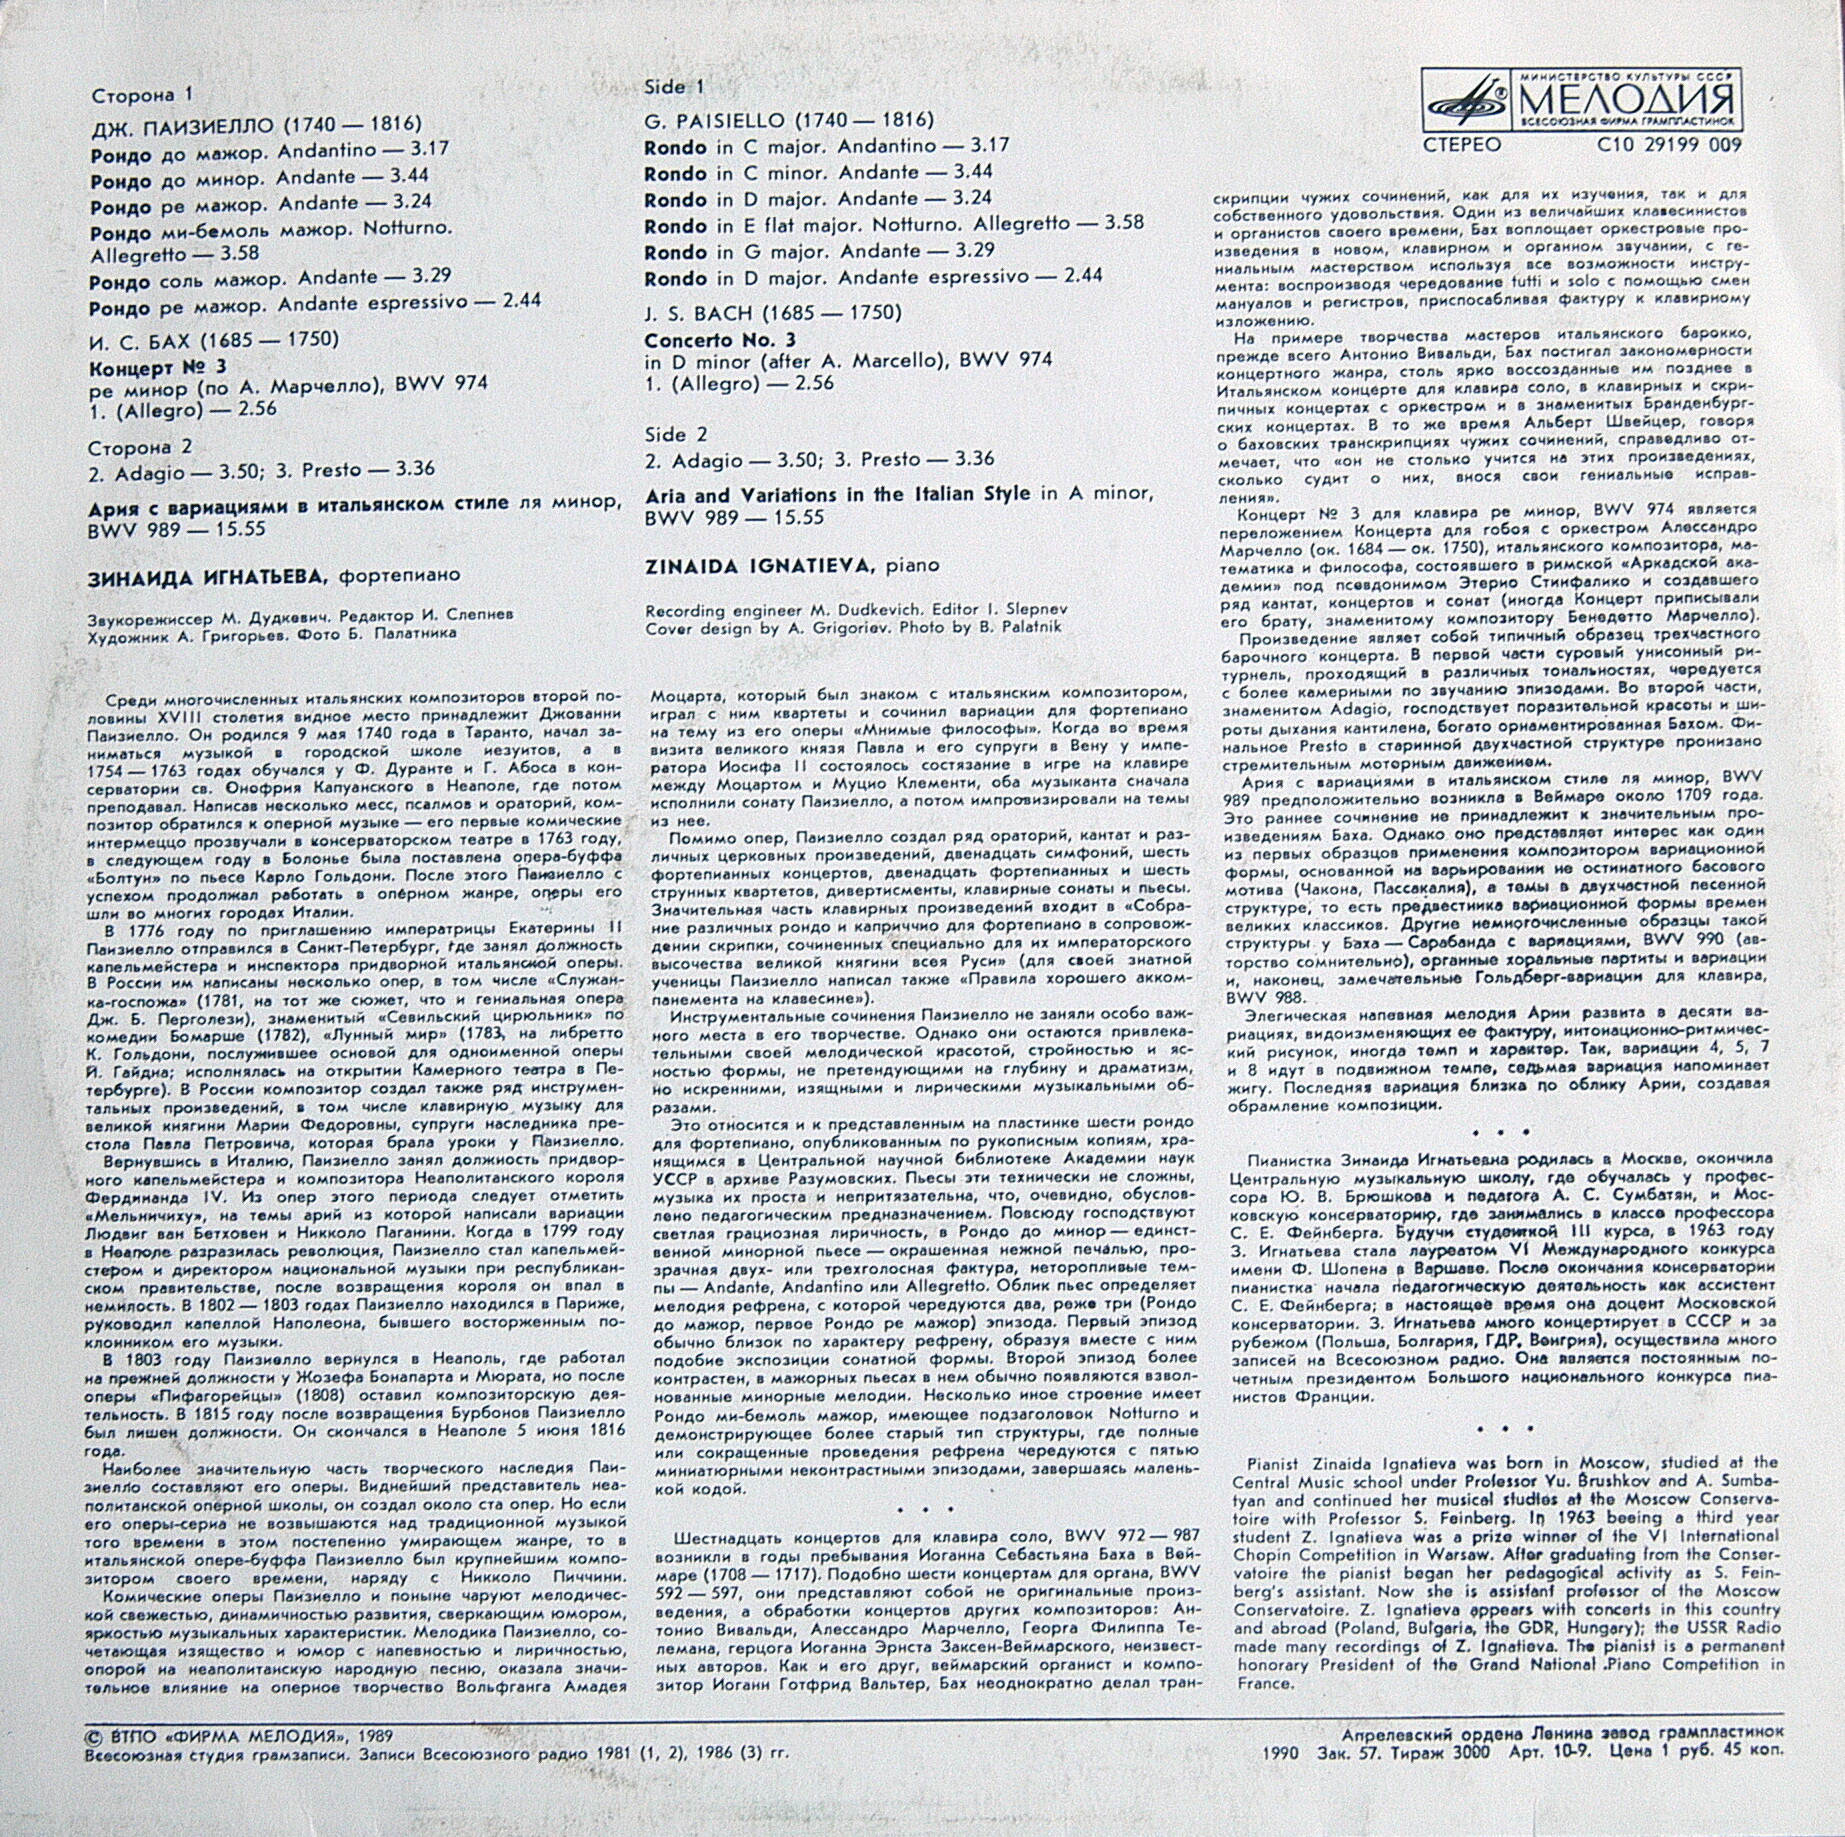 Сторона 1
ДЖ. ПАИЗИЕЛЛО (1740 — 1816)
Рондо до мажор. Andantino — 3.17
Рондо до минор. Andante — 3.44
Рондо ре мажор. Andante — 3.24
Рондо ми-бемоль мажор. Notturno.
Allegretto — 3.58
Рондо соль мажор. Andante — 3.29
Рондо ре мажор. Andante espressivo — 2.44
И. С. БАХ (1685 — 1750)
Концерт № 3
ре минор (по А. Марчелло), BWV 974
1. (Allegro) — 2.56
Сторона 2
2. Adagio — 3.50; 3. Presto — 3.36
Ария с вариациями в итальянском стиле ля минор,
BWV 989 — 15.55
ЗИНАИДА ИГНАТЬЕВА, фортепиано
Звукорежиссер М. Дудкевич. Редактор И. Слепнев
Художник А. Григорьев. Фото Б. Палатника
Side 1
G. PAISIELLO (1740 — 1816)
Rondo in C major. Andantino — 3.17
Rondo in C minor. Andante — 3.44
Rondo in D major. Andante — 3.24
Rondo in E flat major. Notturno. Allegretto — 3.58
Rondo in G major. Andante — 3.29
Rondo in D major. Andante espressivo — 2.44
J. S. BACH (1685 — 1750)
Concerto No. 3
in D minor (after A. Marcello), BWV 974
1. (Allegro) — 2.56
Side 2
2. Adagio — 3.50; 3. Presto — 3.36
Aria and Variations in the Italian Style in A minor,
BWV 989 — 15.55
ZINAIDA IGNATIEVA, piano
Recording engineer M. Dudkevich. Editor I. Slepnev
Cover design by A. Grigoriev. Photo by B. Palatnik
МИНИСТЕРСТВО КУЛЬТУРЫ СССР
МЕЛОДИЯ
ВСЕСОЮЗНАЯ ФИРМА ГРАМПЛАСТИНОК
СТЕРЕО С10 29199 009
Среди многочисленных итальянских композиторов второй по-
ловины XVIII столетия видное место принадлежит Джованни
Паизиелло. Он родился 9 мая 1740 года в Таранто, начал за-
ниматься музыкой в городской школе иезуитов, а в
1754 — 1763 годах обучался у Ф. Дуранте и Г. Абоса в кон-
серватории св. Онофрия Капуанского в Неаполе, где потом
преподавал. Написав несколько месс, псалмов и ораторий, ком-
позитор обратился к оперной музыке — его первые комические
интермеццо прозвучали в консерваторском театре в 1763 году,
в следующем году в Болонье была поставлена опера-буффа
«Болтун» по пьесе Карло Гольдони. После этого Паизиелло с
успехом продолжал работать в оперном жанре, оперы его
шли во многих городах Италии.
В 1776 году по приглашению императрицы Екатерины II
Паизиелло отправился в Санкт-Петербург, где занял должность
капельмейстера и инспектора придворной итальянской оперы.
В России им написаны несколько опер, в том числе «Служан-
ка-госпожа» (1781, на тот же сюжет, что и гениальная опера
Дж. Б. Перголези), знаменитый «Севильский цирюльник» по
комедии Бомарше (1782), «Лунный мир» (1783, на либретто
К. Гольдони, послужившее основой для одноименной оперы
Й. Гайдна; исполнялась на открытии Камерного театра в Пе-
тербурге). В России композитор создал также ряд инструмен-
тальных произведений, в том числе клавирную музыку для
великой княгини Марии Федоровны, супруги наследника пре-
стола Павла Петровича, которая брала уроки у Паизиелло.
Вернувшись в Италию, Паизиелло занял должность придвор-
ного капельмейстера и композитора Неаполитанского короля
Фердинанда IV. Из опер этого периода следует отметить
«Мельничиху», на темы арий из которой написали вариации
Людвиг ван Бетховен и Никколо Паганини. Когда в 1799 году
в Неаполе разразилась революция, Паизиелло стал капельмей-
стером и директором национальной музыки при республикан-
ском правительстве, после возвращения короля он впал в
немилость. В 1802 — 1803 годах Паизиелло находился в Париже,
руководил капеллой Наполеона, бывшего восторженным по-
клонником его музыки.
В 1803 году Паизиелло вернулся в Неаполь, где работал
на прежней должности у Жозефа Бонапарта и Мюрата, но после
оперы «Пифагорейцы» (1808) оставил композиторскую дея-
тельность. В 1815 году после возвращения Бурбонов Паизиелло
был лишен должности. Он скончался в Неаполе 5 июня 1816
года.
Наиболее значительную часть творческого наследия Паи-
зиелло составляют его оперы. Виднейший представитель неа-
политанской оперной школы, он создал около ста опер. Но если
его оперы-сериа не возвышаются над традиционной музыкой
того времени в этом постепенно умирающем жанре, то в
итальянской опере-буффа Паизиелло был крупнейшим компо-
зитором своего времени, наряду с Никколо Пиччини.
Комические оперы Паизиелло и поныне чаруют мелодичес-
кой свежестью, динамичностью развития, сверкающим юмором,
яркостью музыкальных характеристик. Мелодика Паизиелло, со-
четающая изящество и юмор с напевностью и лиричностью,
опорой на неаполитанскую народную песню, оказала значи-
тельное влияние на оперное творчество Вольфганга Амадея
Моцарта, который был знаком с итальянским композитором,
играл с ним квартеты и сочинил вариации для фортепиано
на тему из его оперы «Мнимые философы». Когда во время
визита великого князя Павла и его супруги в Вену у импе-
ратора Иосифа II состоялось состязание в игре на клавире
между Моцартом и Муцио Клементи, оба музыканта сначала
исполнили сонату Паизиелло, а потом импровизировали на темы
из нее.
Помимо опер, Паизиелло создал ряд ораторий, кантат и раз-
личных церковных произведений, двенадцать симфоний, шесть
фортепианных концертов, двенадцать фортепианных и шесть
струнных квартетов, дивертисменты, клавирные сонаты и пьесы.
Значительная часть клавирных произведений входит в «Собра-
ние различных рондо и каприччио для фортепиано в сопровож-
дении скрипки, сочиненных специально для их императорского
высочества великой княгини всея Руси» (для своей знатной
ученицы Паизиелло написал также «Правила хорошего акком-
панемента на клавесине»).
Инструментальные сочинения Паизиелло не заняли особо важ-
ного места в его творчестве. Однако они остаются привлека-
тельными своей мелодической красотой, стройностью и яс-
ностью формы, не претендующими на глубину и драматизм,
но искренними, изящными и лирическими музыкальными об-
разами.
Это относится и к представленным на пластинке шести рондо
для фортепиано, опубликованным по рукописным копиям, хра-
нящимся в Центральной научной библиотеке Академии наук
УССР в архиве Разумовских. Пьесы эти технически не сложны,
музыка их проста и непритязательна, что, очевидно, обуслов-
лено педагогическим предназначением. Повсюду господствуют
светлая грациозная лиричность, в Рондо до минор — единст-
венной минорной пьесе — окрашенная нежной печалью, про-
зрачная двух- или трехголосная фактура, неторопливые тем-
пы — Andante, Andantino или Allegretto. Облик пьес определяет
мелодия рефрена, с которой чередуются два, реже три (Рондо
до мажор, первое Рондо ре мажор) эпизода. Первый эпизод
обычно близок по характеру рефрену, образуя вместе с ним
подобие экспозиции сонатной формы. Второй эпизод более
контрастен, в мажорных пьесах в нем обычно появляются взвол-
нованные минорные мелодии. Несколько иное строение имеет
Рондо ми-бемоль мажор, имеющее подзаголовок Notturno и
демонстрирующее более старый тип структуры, где полные
или сокращенные проведения рефрена чередуются с пятью
миниатюрными неконтрастными эпизодами, завершаясь малень-
кой кодой.
• • •
Шестнадцать концертов для клавира соло, BWV 972 — 987
возникли в годы пребывания Иоганна Себастьяна Баха в Вей-
маре (1708 — 1717). Подобно шести концертам для органа, BWV
592 — 597, они представляют собой не оригинальные произ-
ведения, а обработки концертов других композиторов: Ан-
тонио Вивальди, Алессандро Марчелло, Георга Филиппа Те-
лемана, герцога Иоганна Эрнста Заксен-Веймарского, неизвест-
ных авторов. Как и его друг, веймарский органист и компо-
зитор Иоганн Готфрид Вальтер, Бах неоднократно делал тран-
скрипции чужих сочинений, как для их изучения, так и для
собственного удовольствия. Один из величайших клавесинистов
и органистов своего времени, Бах воплощает оркестровые про-
изведения в новом, клавирном и органном звучании, с ге-
ниальным мастерством используя все возможности инстру-
мента: воспроизводя чередование tutti и solo с помощью смен
мануалов и регистров, приспосабливая фактуру к клавирному
изложению.
На примере творчества мастеров итальянского барокко,
прежде всего Антонио Вивальди, Бах постигал закономерности
концертного жанра, столь ярко воссозданные им позднее в
Итальянском концерте для клавира соло, в клавирных и скри-
пичных концертах с оркестром и в знаменитых Бранденбург-
ских концертах. В то же время Альберт Швейцер, говоря
о баховских транскрипциях чужих сочинений, справедливо от-
мечает, что «он не столько учится на этих произведениях,
сколько судит о них, внося свои гениальные исправ-
ления».
Концерт № 3 для клавира ре минор, BWV 974 является
переложением Концерта для гобоя с оркестром Алессандро
Марчелло (ок. 1684 — ок. 1750), итальянского композитора, ма-
тематика и философа, состоявшего в римской «Аркадской ака-
демии» под псевдонимом Этерио Стинфалико и создавшего
ряд кантат, концертов и сонат (иногда Концерт приписывали
его брату, знаменитому композитору Бенедетто Марчелло).
Произведение являет собой типичный образец трехчастного
барочного концерта. В первой части суровый унисонный ри-
турнель, проходящий в различных тональностях, чередуется
с более камерными по звучанию эпизодами. Во второй части,
знаменитом Adagio, господствует поразительной красоты и ши-
роты дыхания кантилена, богато орнаментированная Бахом. Фи-
нальное Presto в старинной двухчастной структуре пронизано
стремительным моторным движением.
Ария с вариациями в итальянском стиле ля минор, BWV
989 предположительно возникла в Веймаре около 1709 года.
Это раннее сочинение не принадлежит к значительным про-
изведениям Баха. Однако оно представляет интерес как один
из первых образцов применения композитором вариационной
формы, основанной на варьировании не остинатного басового
мотива (Чакона, Пассакалия), а темы в двухчастной песенной
структуре, то есть предвестника вариационной формы времен
великих классиков. Другие немногочисленные образцы такой
структуры у Баха — Сарабанда с вариациями, BWV 990 (ав-
торство сомнительно), органные хоральные партиты и вариации
и, наконец, замечательные Гольдберг-вариации для клавира,
BWV 988.
Элегическая напевная мелодия Арии развита в десяти ва-
риациях, видоизменяющих ее фактуру, интонационно-ритмичес-
кий рисунок, иногда темп и характер. Так, вариации 4, 5, 7
и 8 идут в подвижном темпе, седьмая вариация напоминает
жигу. Последняя вариация близка по облику Арии, создавая
обрамление композиции.
• • •
Пианистка Зинаида Игнатьевна родилась в Москве, окончила
Центральную музыкальную школу, где обучалась у профес-
сора Ю. В. Брюшкова и педагога А. С. Сумбатян, и Мос-
ковскую консерваторию, где занимались в классе профессора
С. Е. Фейнберга. Будучи студенткой III курса, в 1963 году
З. Игнатьева стала лауреатом VI Международного конкурса
имени Ф. Шопена в Варшаве. После окончания консерватории
пианистка начала педагогическую деятельность как ассистент
С. Е. Фейнберга; в настоящее время она доцент Московской
консерватории. З. Игнатьева много концертирует в СССР и за
рубежом (Польша, Болгария, ГДР, Венгрия), осуществила много
записей на Всесоюзном радио. Она является постоянным по-
четным президентом Большого национального конкурса пиа-
нистов Франции.
• • •
Pianist Zinaida Ignatieva was born in Moscow, studied at the
Central Music school under Professor Yu. Brushkov and A. Sumba-
tyan and continued her musical studies at the Moscow Conserva-
toire with Professor S. Feinberg. In 1963 beeing a third year
student Z. Ignatieva was a prize winner of the VI International
Chopin Competition in Warsaw. After graduating from the Conser-
vatoire the pianist began her pedagogical activity as S. Fein-
berg's assistant. Now she is assistant professor of the Moscow
Conservatoire. Z. Ignatieva appears with concerts in this country
and abroad (Poland, Bulgaria, the GDR, Hungary); the USSR Radio
made many recordings of Z. Ignatieva. The pianist is a permanent
honorary President of the Grand National Piano Competition in
France.
© ВТПО «ФИРМА МЕЛОДИЯ», 1989
Всесоюзная студия грамзаписи. Записи Всесоюзного радио 1981 (1, 2), 1986 (3) гг.
Апрелевский ордена Ленина завод грампластинок
1990 Зак. 57. Тираж 3000 Арт. 10-9. Цена 1 руб. 45 коп.